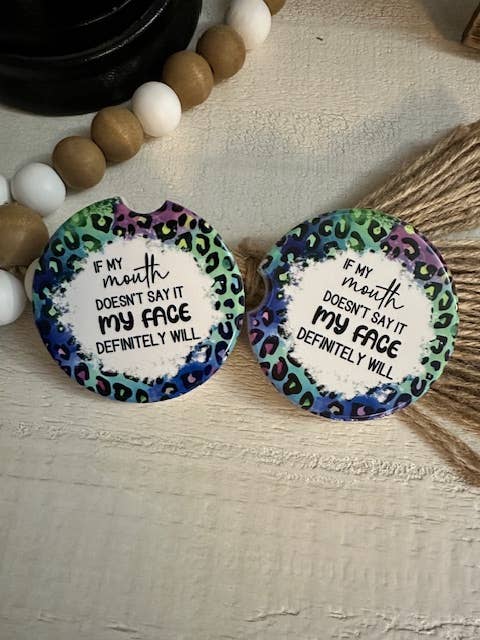 IF MY
mouth
DOESN'T SAY IT
MY FACE
DEFINITELY WILL
IF MY
mouth
DOESN'T SAY IT
MY FACE
DEFINITELY WILL